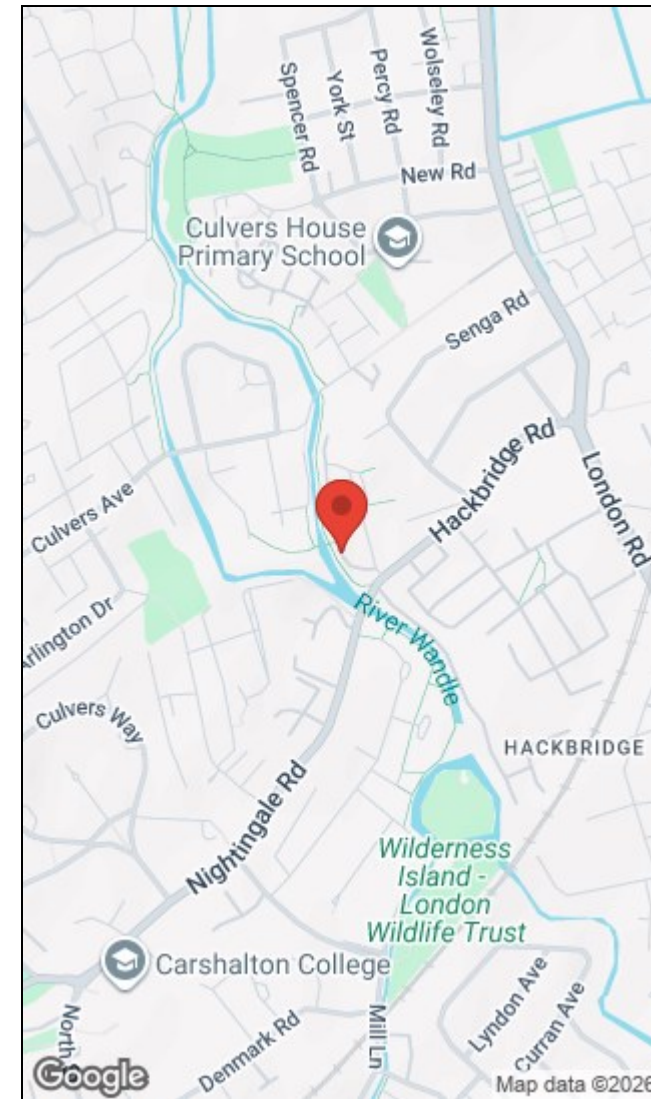 Wolseley Rd
Percy Rd
York St
Spencer Rd
New Rd
Culvers House
Primary School
Senga Rd
Hackbridge Rd
London Rd
Culvers Ave
Arlington Dr
River Wandle
Culvers Way
HACKBRIDGE
Nightingale Rd
Wilderness
Island -
London
Wildlife Trust
Carshalton College
Lyndon Ave
Curran Ave
Mill Ln
North
Denmark Rd
Google
Map data ©2026